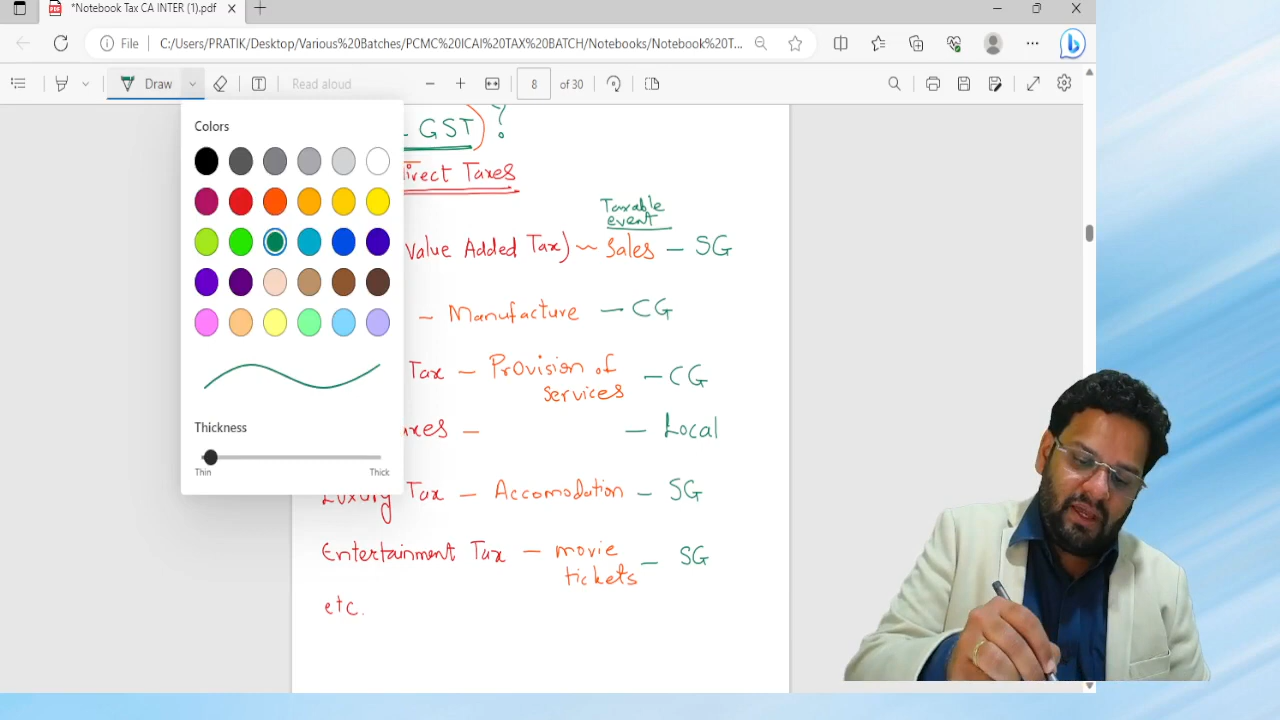 *Notebook Tax CA INTER (1).pdf
File C:/Users/PRATIK/Desktop/Various%20Batches/PCMC%20ICAI%20TAX%20BATCH/Notebooks/Notebook%20T...
Draw Read aloud 8 of 30
Colors
GST) ?
Direct Taxes
Taxable
event
Value Added Tax) ~ Sales - SG
- Manufacture - CG
Tax - Provision of
services - CG
- Local
Thickness
Thin Thick
Luxury Tax - Accomodation - SG
Entertainment Tax - movie
tickets - SG
etc.